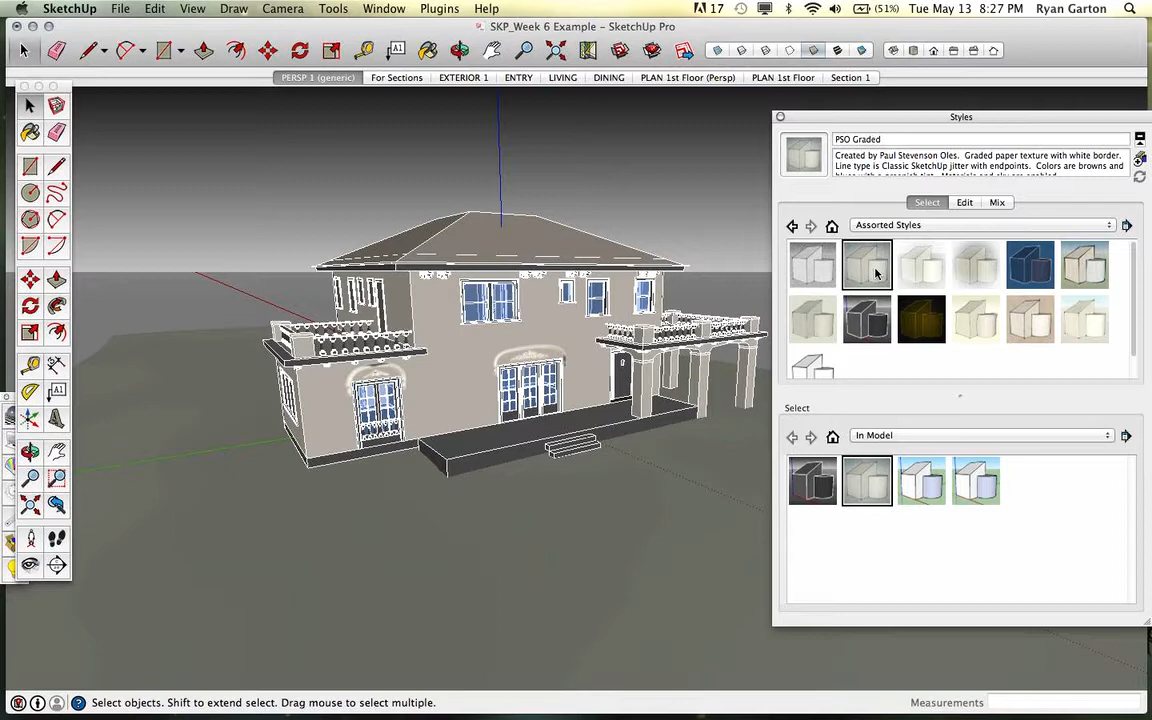 SketchUp File Edit View Draw Camera Tools Window Plugins Help 17 (51%) Tue May 13 8:27 PM Ryan Garton
SKP_Week 6 Example - SketchUp Pro
A1
PERSP 1 (generic) For Sections EXTERIOR 1 ENTRY LIVING DINING PLAN 1st Floor (Persp) PLAN 1st Floor Section 1
Styles
PSO Graded
Created by Paul Stevenson Oles. Graded paper texture with white border.
Line type is Classic SketchUp jitter with endpoints. Colors are browns and
Select Edit Mix
Assorted Styles
A1
Select
In Model
Select objects. Shift to extend select. Drag mouse to select multiple.
Measurements